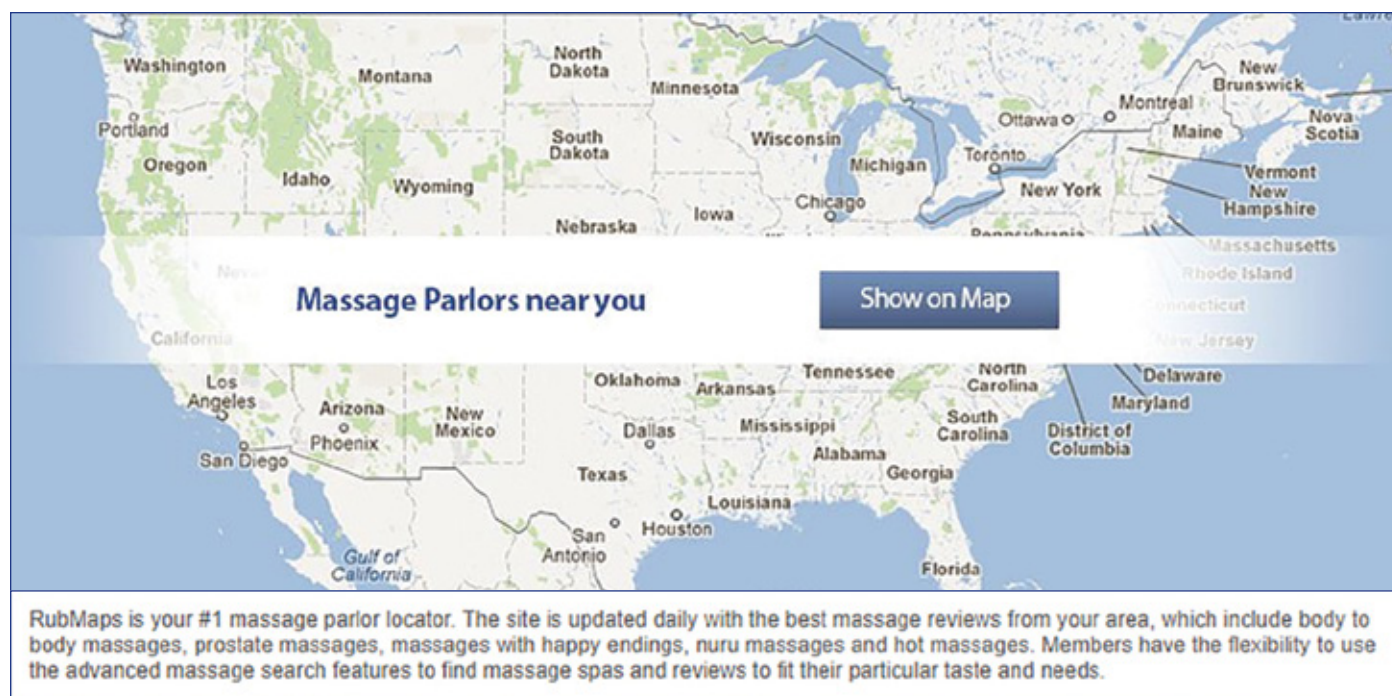 Lawre
Washington
Montana
North
Dakota
Minnesota
New
Brunswick
Portland
Ottawa
Montreal
Nova
Scotia
Oregon
Idaho
South
Dakota
Wisconsin
Michigan
Toronto
Maine
Wyoming
New York
Vermont
New
Hampshire
Nebraska
Iowa
Chicago
Pennsylvania
Massachusetts
Rhode Island
Connecticut
New Jersey
Massage Parlors near you
Show on Map
California
Los
Angeles
Arizona
Phoenix
New
Mexico
Oklahoma
Arkansas
Tennessee
North
Carolina
Delaware
Maryland
San Diego
Dallas
Mississippi
South
Carolina
District of
Columbia
Texas
Alabama
Georgia
Louisiana
San
Antonio
Houston
Gulf of
California
Florida
RubMaps is your #1 massage parlor locator. The site is updated daily with the best massage reviews from your area, which include body to
body massages, prostate massages, massages with happy endings, nuru massages and hot massages. Members have the flexibility to use
the advanced massage search features to find massage spas and reviews to fit their particular taste and needs.